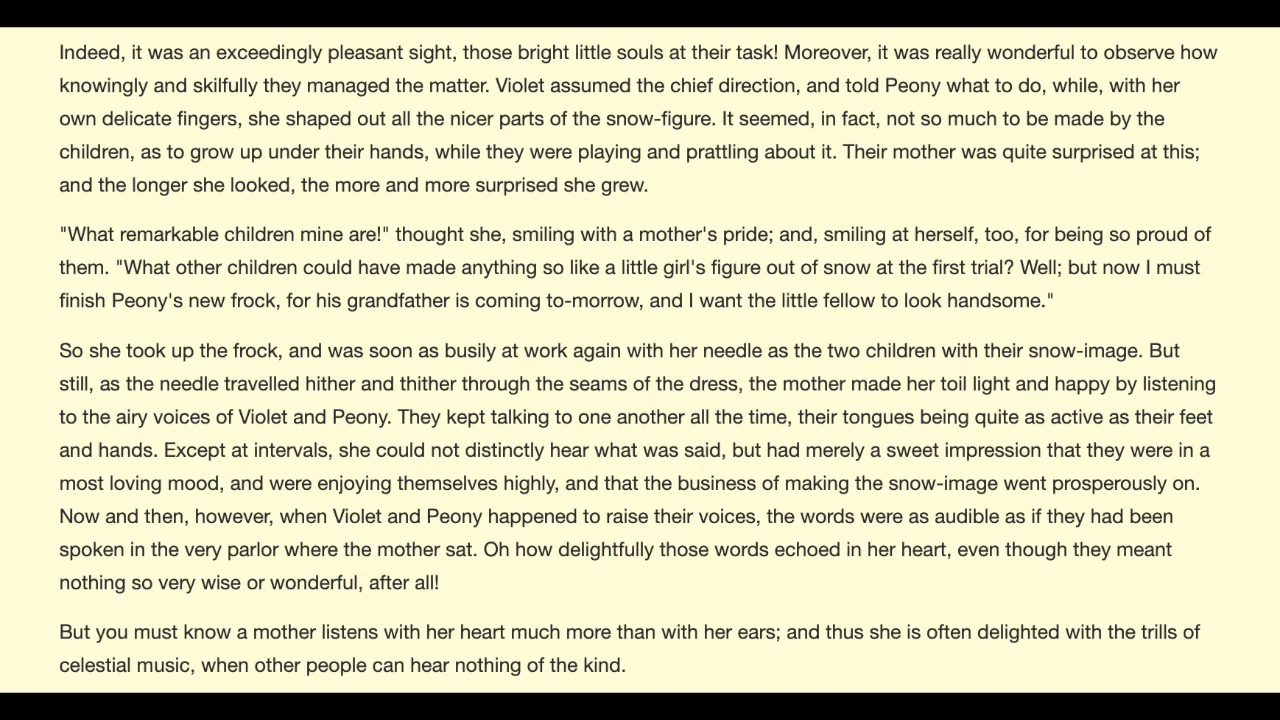 Indeed, it was an exceedingly pleasant sight, those bright little souls at their task! Moreover, it was really wonderful to observe how
knowingly and skilfully they managed the matter. Violet assumed the chief direction, and told Peony what to do, while, with her
own delicate fingers, she shaped out all the nicer parts of the snow-figure. It seemed, in fact, not so much to be made by the
children, as to grow up under their hands, while they were playing and prattling about it. Their mother was quite surprised at this;
and the longer she looked, the more and more surprised she grew.
"What remarkable children mine are!" thought she, smiling with a mother's pride; and, smiling at herself, too, for being so proud of
them. "What other children could have made anything so like a little girl's figure out of snow at the first trial? Well; but now I must
finish Peony's new frock, for his grandfather is coming to-morrow, and I want the little fellow to look handsome."
So she took up the frock, and was soon as busily at work again with her needle as the two children with their snow-image. But
still, as the needle travelled hither and thither through the seams of the dress, the mother made her toil light and happy by listening
to the airy voices of Violet and Peony. They kept talking to one another all the time, their tongues being quite as active as their feet
and hands. Except at intervals, she could not distinctly hear what was said, but had merely a sweet impression that they were in a
most loving mood, and were enjoying themselves highly, and that the business of making the snow-image went prosperously on.
Now and then, however, when Violet and Peony happened to raise their voices, the words were as audible as if they had been
spoken in the very parlor where the mother sat. Oh how delightfully those words echoed in her heart, even though they meant
nothing so very wise or wonderful, after all!
But you must know a mother listens with her heart much more than with her ears; and thus she is often delighted with the trills of
celestial music, when other people can hear nothing of the kind.